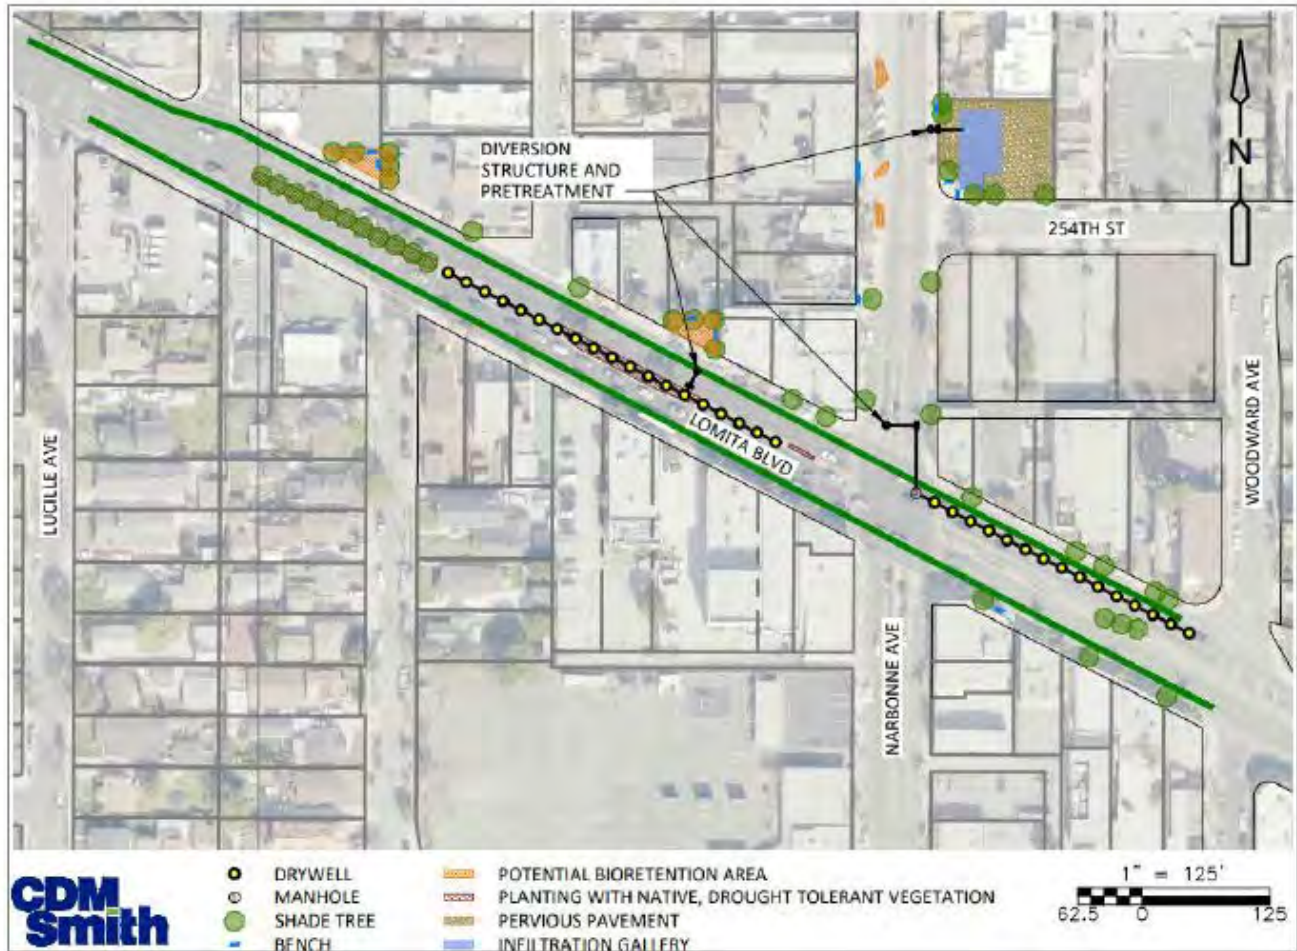 DIVERSION
STRUCTURE AND
PRETREATMENT
N
254TH ST
LOMITA BLVD
LUCILLE AVE
NARBONNE AVE
WOODWARD AVE
CDM
Smith
DRYWELL
MANHOLE
SHADE TREE
BENCH
POTENTIAL BIORETENTION AREA
PLANTING WITH NATIVE, DROUGHT TOLERANT VEGETATION
PERVIOUS PAVEMENT
INFILTRATION GALLERY
1" = 125'
62.5 0 125